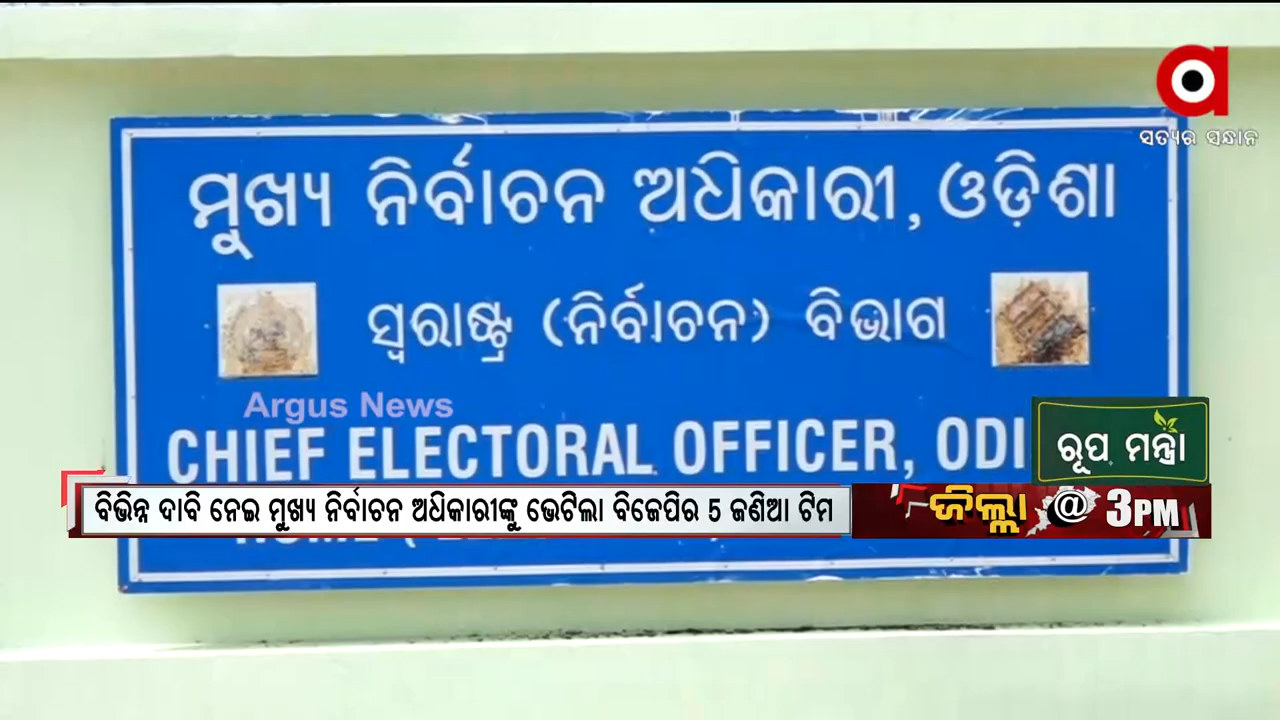 ସତ୍ୟର ସନ୍ଧାନ
ମୁଖ୍ୟ ନିର୍ବାଚନ ଅଧିକାରୀ, ଓଡ଼ିଶା
ସ୍ୱରାଷ୍ଟ୍ର (ନିର୍ବାଚନ) ବିଭାଗ
Argus News
CHIEF ELECTORAL OFFICER, ODI
ରୂପ ମନ୍ତ୍ରା
ବିଭିନ୍ନ ଦାବି ନେଇ ମୁଖ୍ୟ ନିର୍ବାଚନ ଅଧିକାରୀଙ୍କୁ ଭେଟିଲା ବିଜେପିର 5 ଜଣିଆ ଟିମ
ଜିଲ୍ଲା @ 3PM